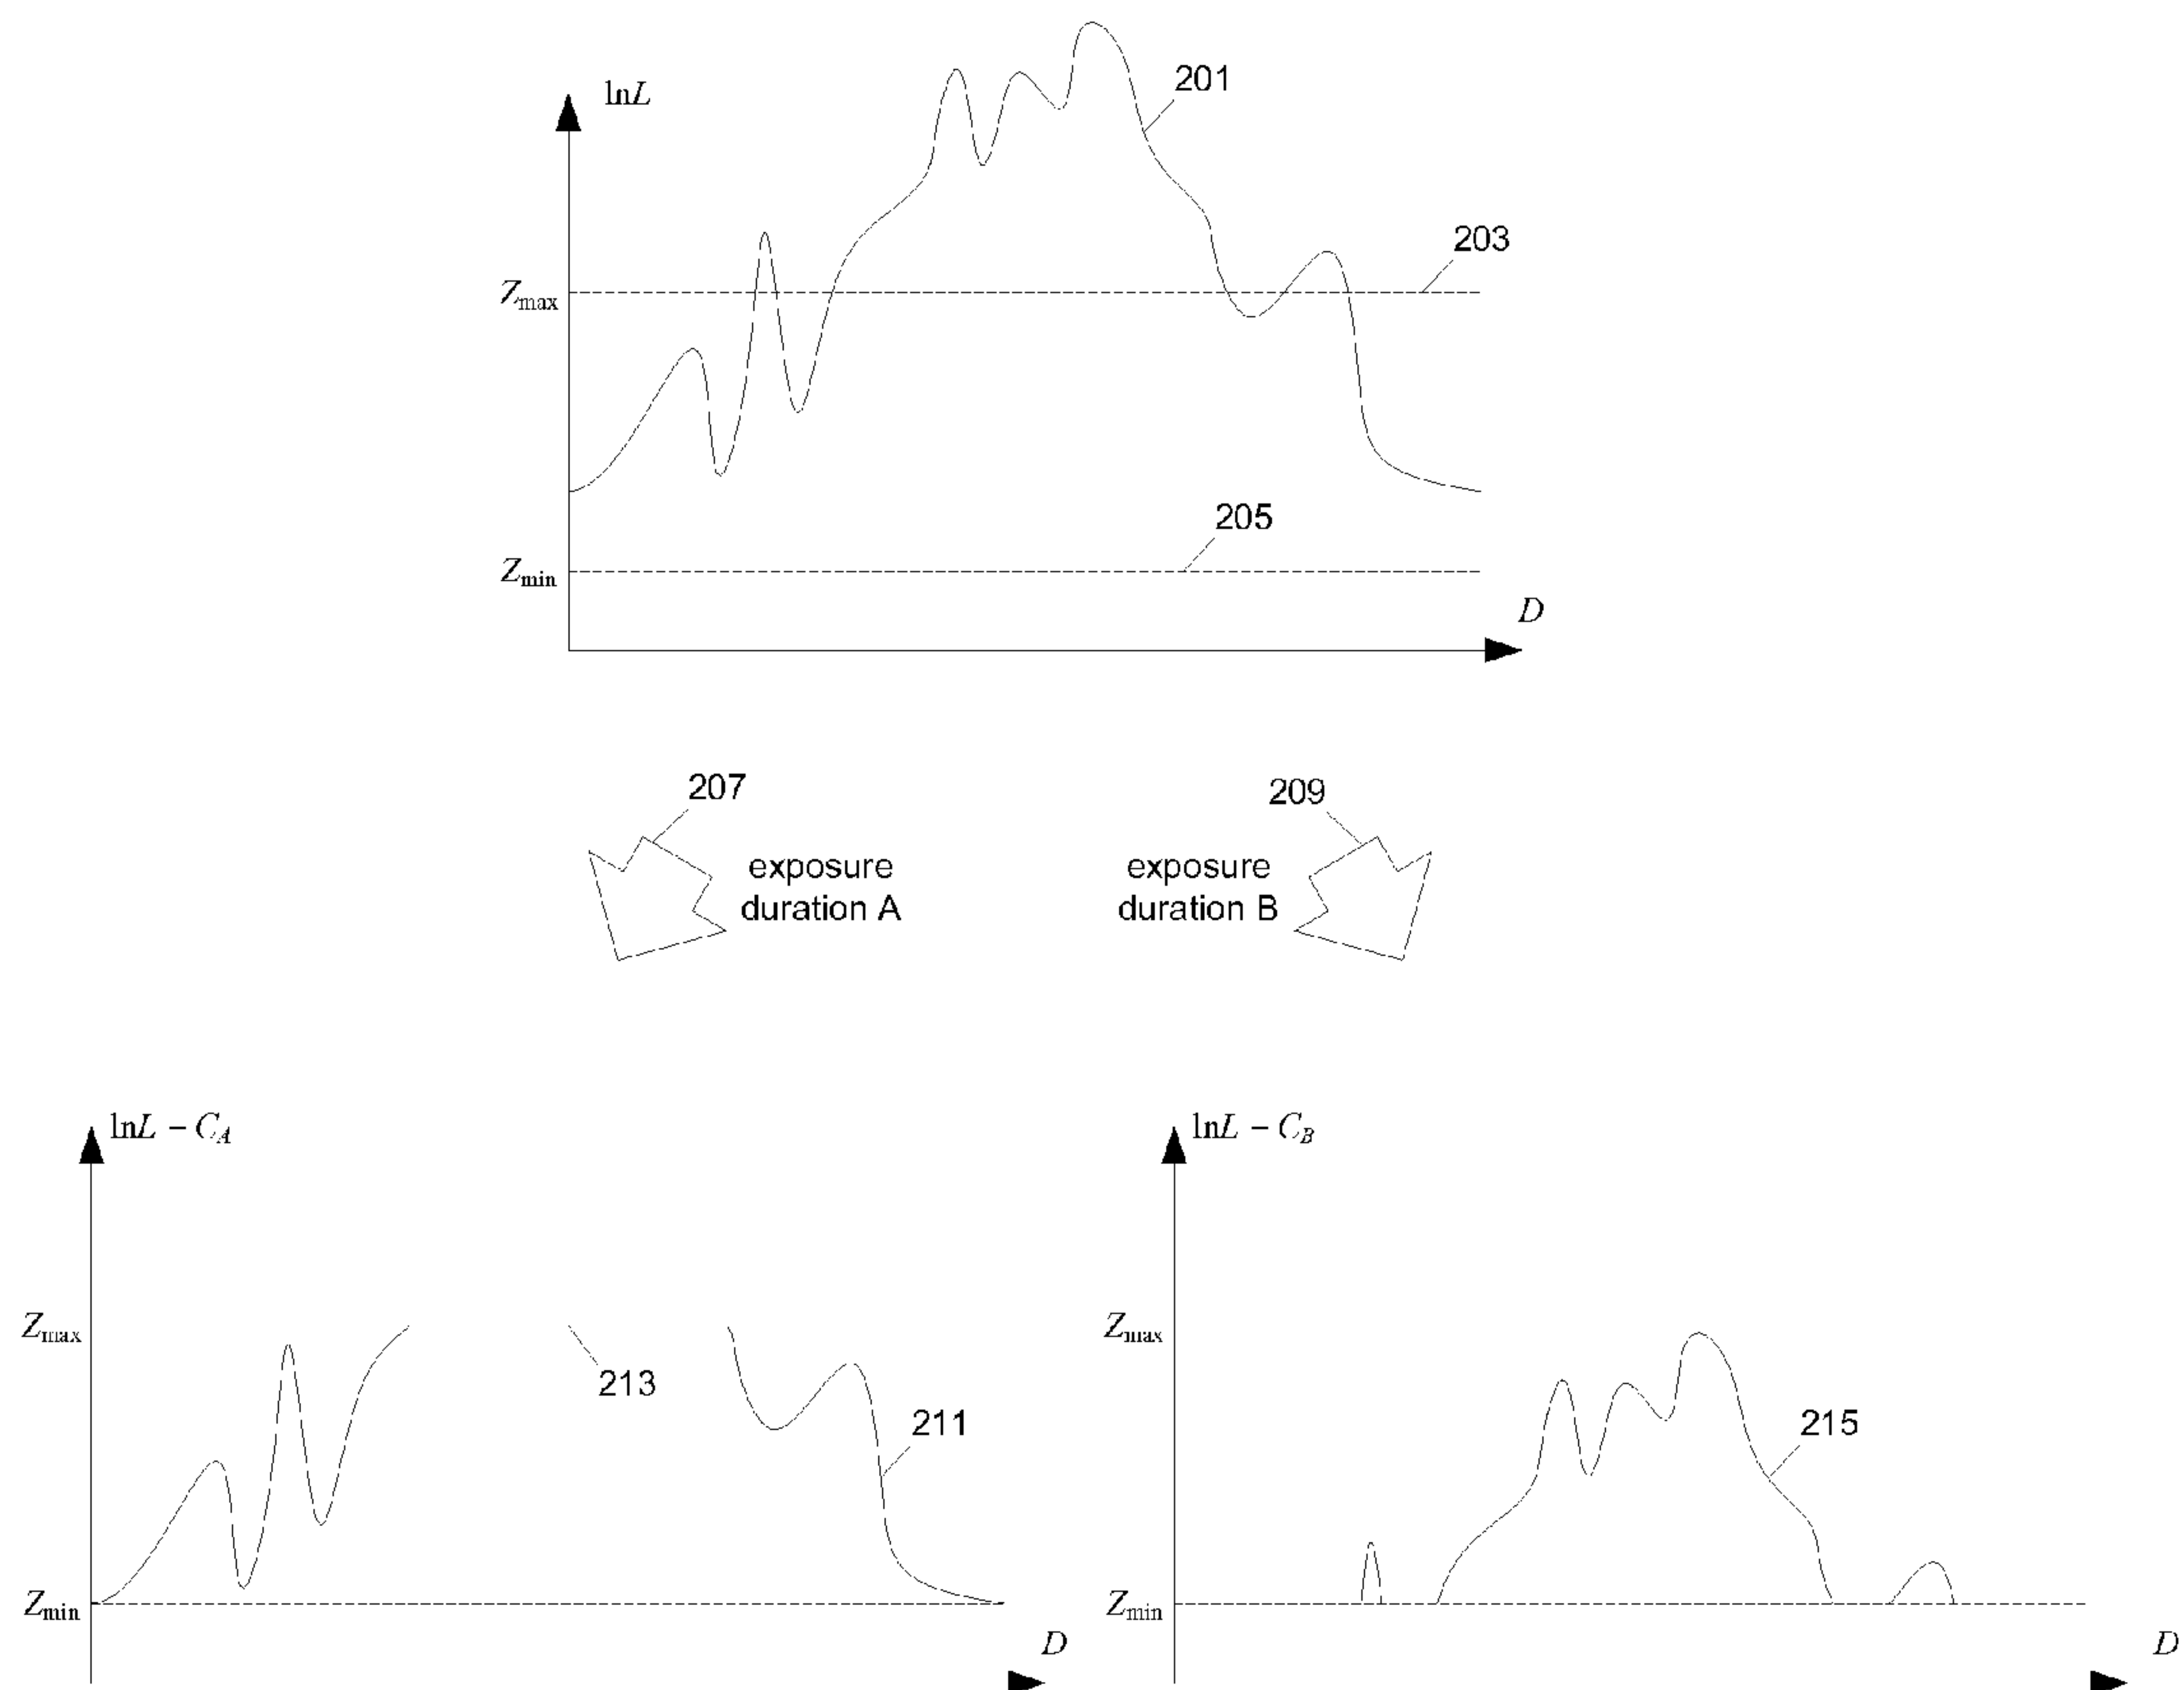 lnL
201
203
Zmax
205
Zmin
D
207
209
exposure
duration A
exposure
duration B
lnL − CA
lnL − CB
Zmax
213
211
Zmin
D
Zmax
215
Zmin
D